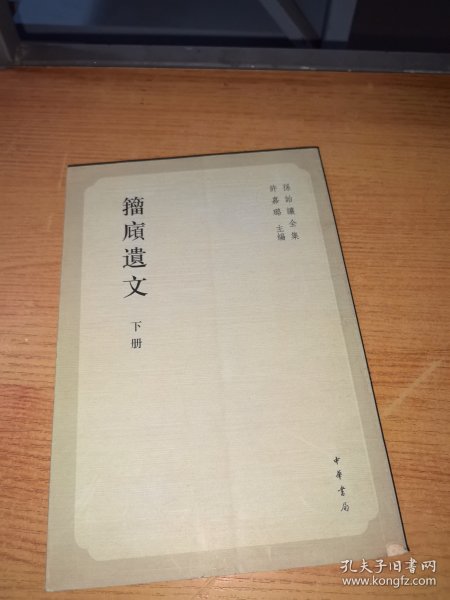 孫詒讓全集
許嘉璐 主編
籀廎遺文
下册
中華書局
孔夫子旧书网
www.kongfz.com